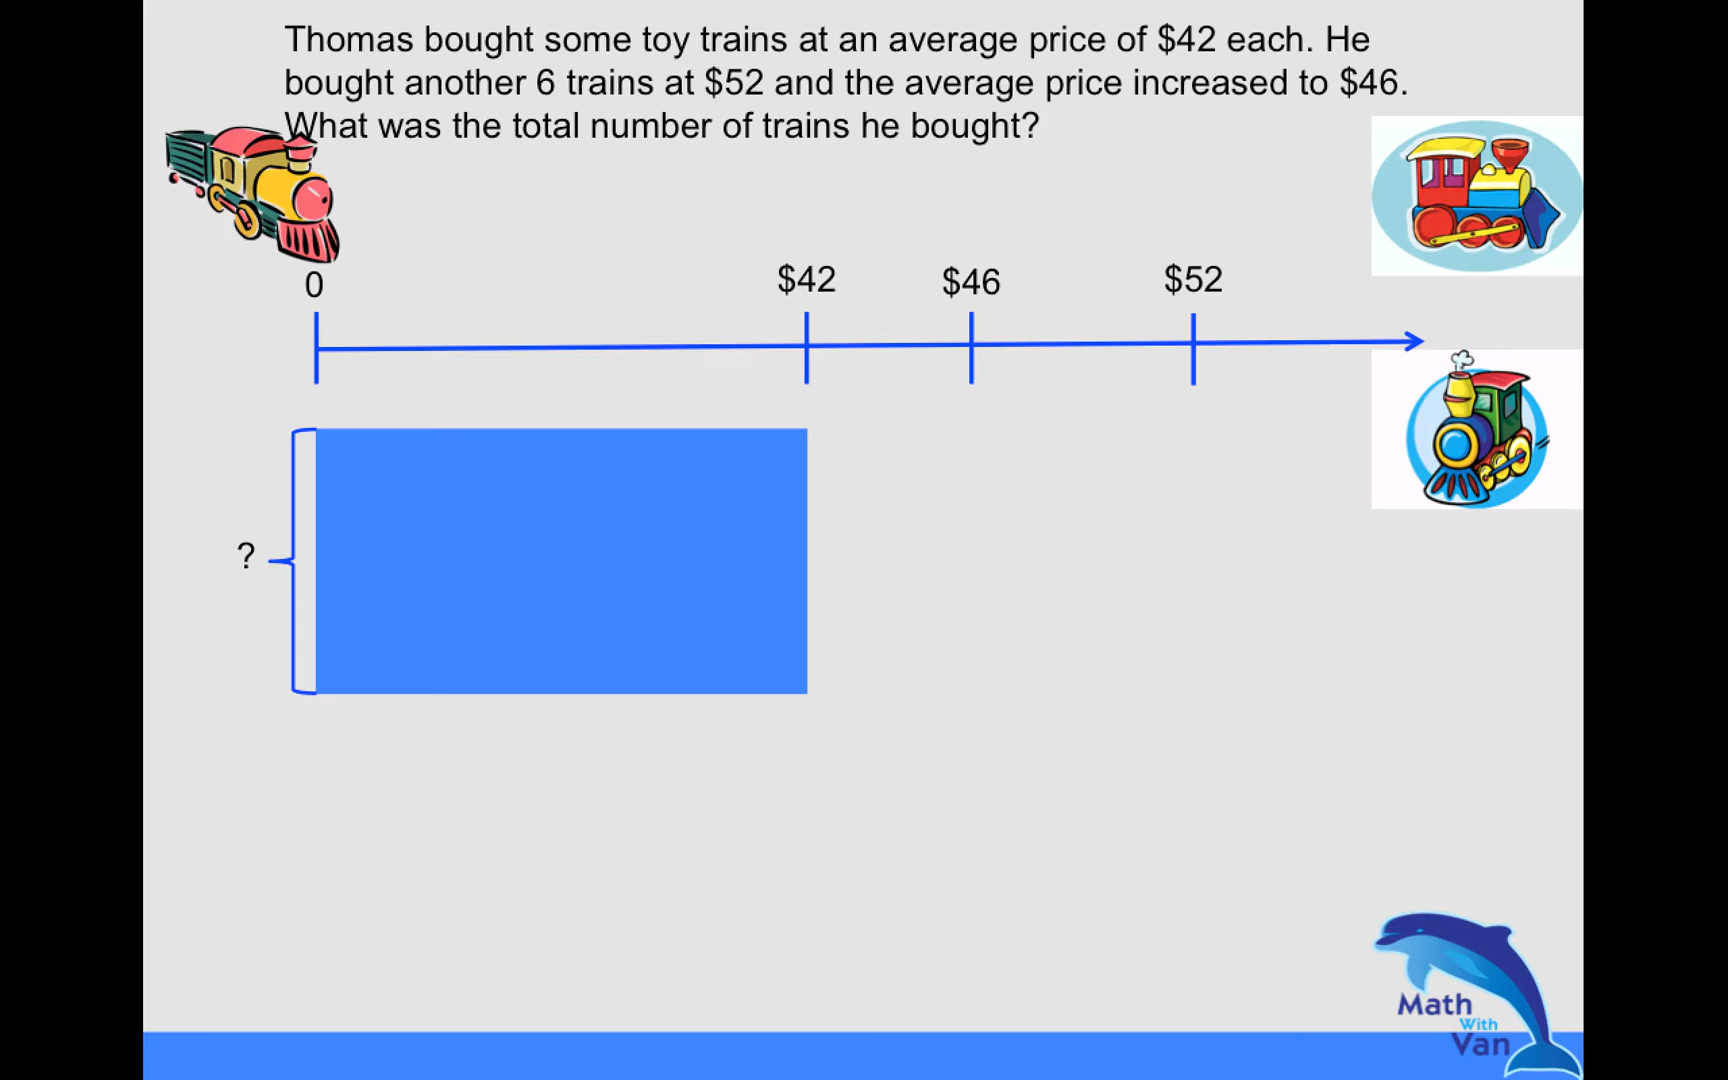 Thomas bought some toy trains at an average price of $42 each. He
bought another 6 trains at $52 and the average price increased to $46.
What was the total number of trains he bought?
0
$42
$46
$52
?
Math
With
Van